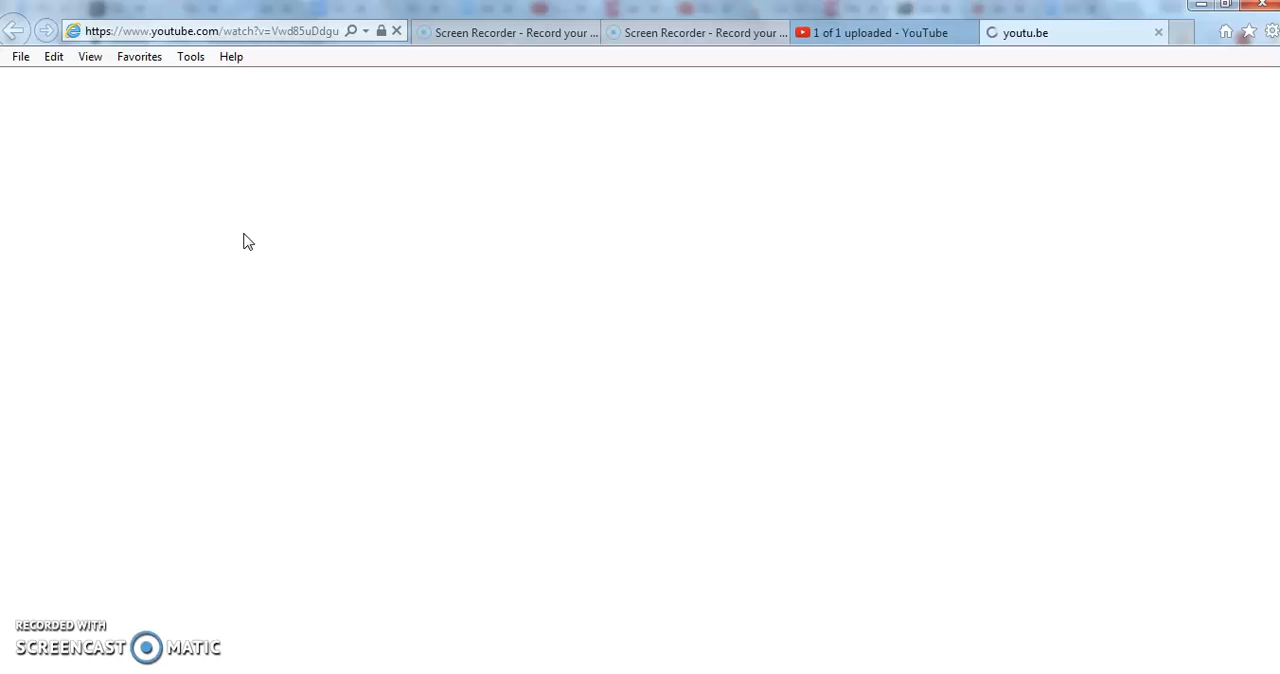 https://www.youtube.com/watch?v=Vwd85uDdgu
Screen Recorder - Record your ...
Screen Recorder - Record your ...
1 of 1 uploaded - YouTube
youtu.be
File Edit View Favorites Tools Help
RECORDED WITH
SCREENCAST MATIC